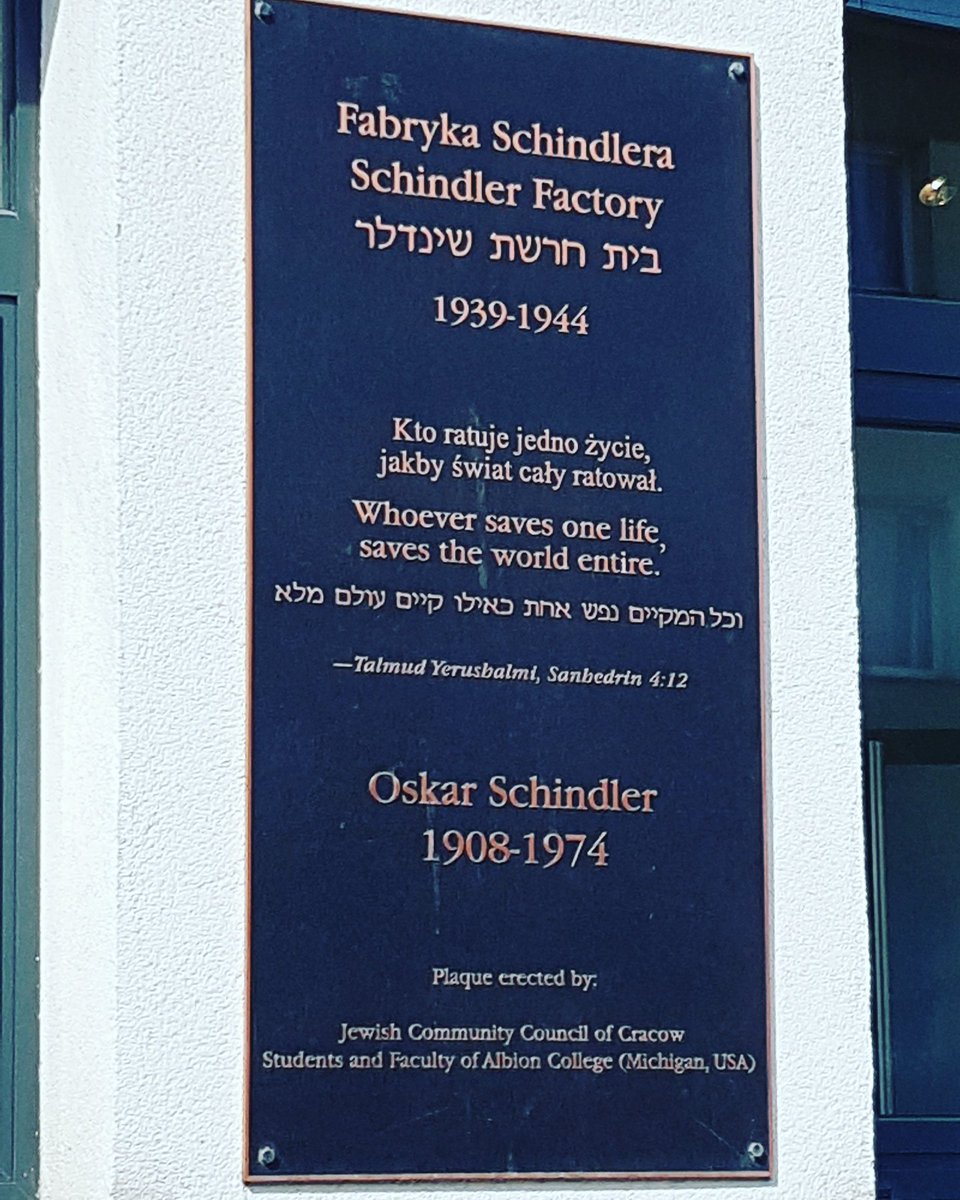 Fabryka Schindlera
Schindler Factory
בית חרשת שינדלר
1939-1944
Kto ratuje jedno życie,
jakby świat cały ratował.
Whoever saves one life,
saves the world entire.
וכל המקיים נפש אחת כאילו קיים עולם מלא
—Talmud Yerushalmi, Sanhedrin 4:12
Oskar Schindler
1908-1974
Plaque erected by:
Jewish Community Council of Cracow
Students and Faculty of Albion College (Michigan, USA)